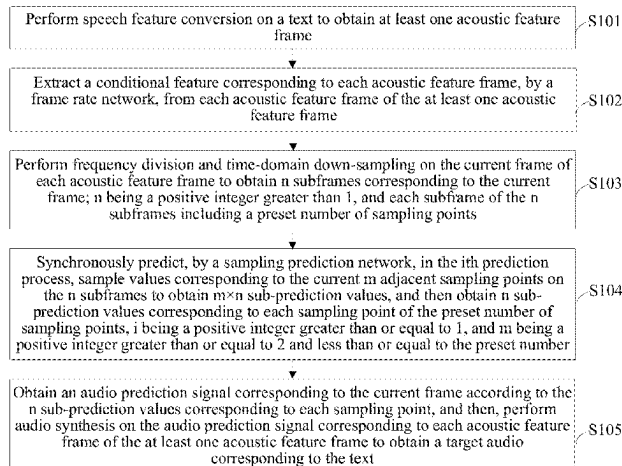 Perform speech feature conversion on a text to obtain at least one acoustic feature
frame
S101
Extract a conditional feature corresponding to each acoustic feature frame, by a
frame rate network, from each acoustic feature frame of the at least one acoustic
feature frame
S102
Perform frequency division and time-domain down-sampling on the current frame of
each acoustic feature frame to obtain n subframes corresponding to the current
frame; n being a positive integer greater than 1, and each subframe of the n
subframes including a preset number of sampling points
S103
Synchronously predict, by a sampling prediction network, in the ith prediction
process, sample values corresponding to the current m adjacent sampling points on
the n subframes to obtain m×n sub-prediction values, and then obtain n sub-
prediction values corresponding to each sampling point of the preset number of
sampling points, i being a positive integer greater than or equal to 1, and m being a
positive integer greater than or equal to 2 and less than or equal to the preset number
S104
Obtain an audio prediction signal corresponding to the current frame according to the
n sub-prediction values corresponding to each sampling point, and then, perform
audio synthesis on the audio prediction signal corresponding to each acoustic feature
frame of the at least one acoustic feature frame to obtain a target audio
corresponding to the text
S105